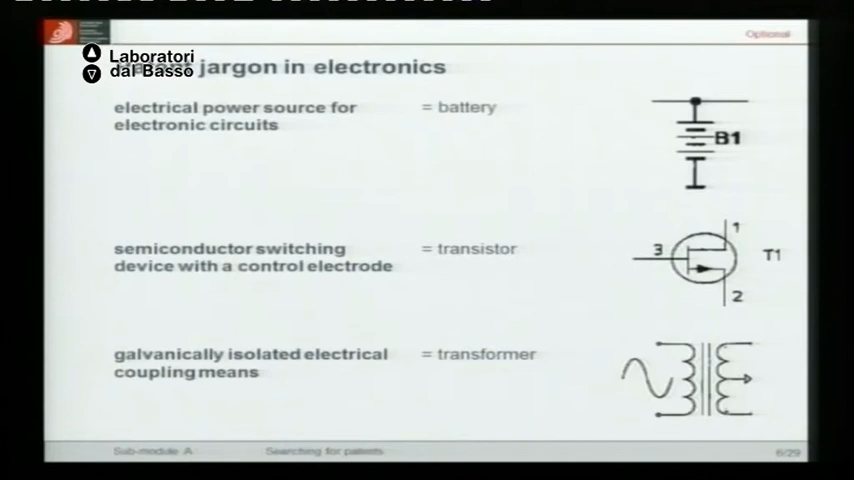 Optional
Laboratori
dal Basso
jargon in electronics
electrical power source for
electronic circuits
= battery
B1
semiconductor switching
device with a control electrode
= transistor
1
3
T1
2
galvanically isolated electrical
coupling means
= transformer
Sub-module A
Searching for patents
6/29